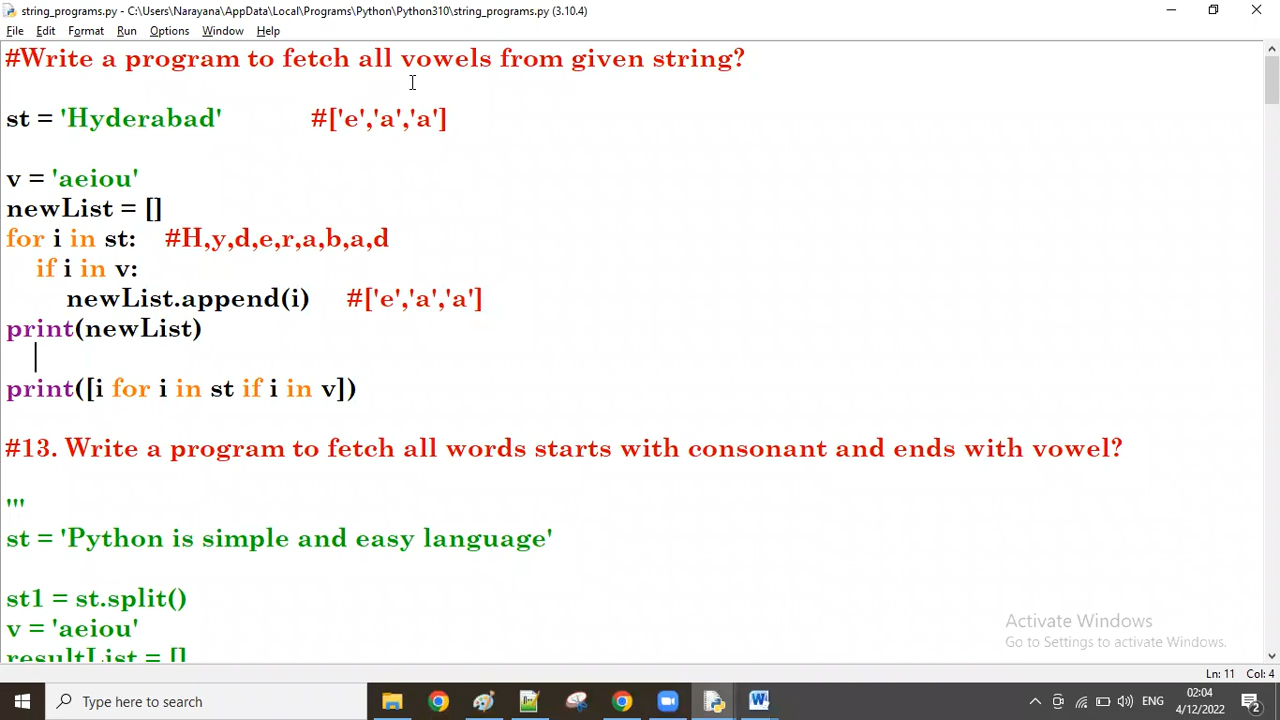 string_programs.py - C:\Users\Narayana\AppData\Local\Programs\Python\Python310\string_programs.py (3.10.4)
File Edit Format Run Options Window Help
#Write a program to fetch all vowels from given string?
st = 'Hyderabad' #['e','a','a']
v = 'aeiou'
newList = []
for i in st: #H,y,d,e,r,a,b,a,d
if i in v:
newList.append(i) #['e','a','a']
print(newList)
print([i for i in st if i in v])
#13. Write a program to fetch all words starts with consonant and ends with vowel?
'''
st = 'Python is simple and easy language'
st1 = st.split()
v = 'aeiou'
resultList = []
Activate Windows
Go to Settings to activate Windows.
Ln: 11 Col: 4
Type here to search
ENG
02:04
4/12/2022
2